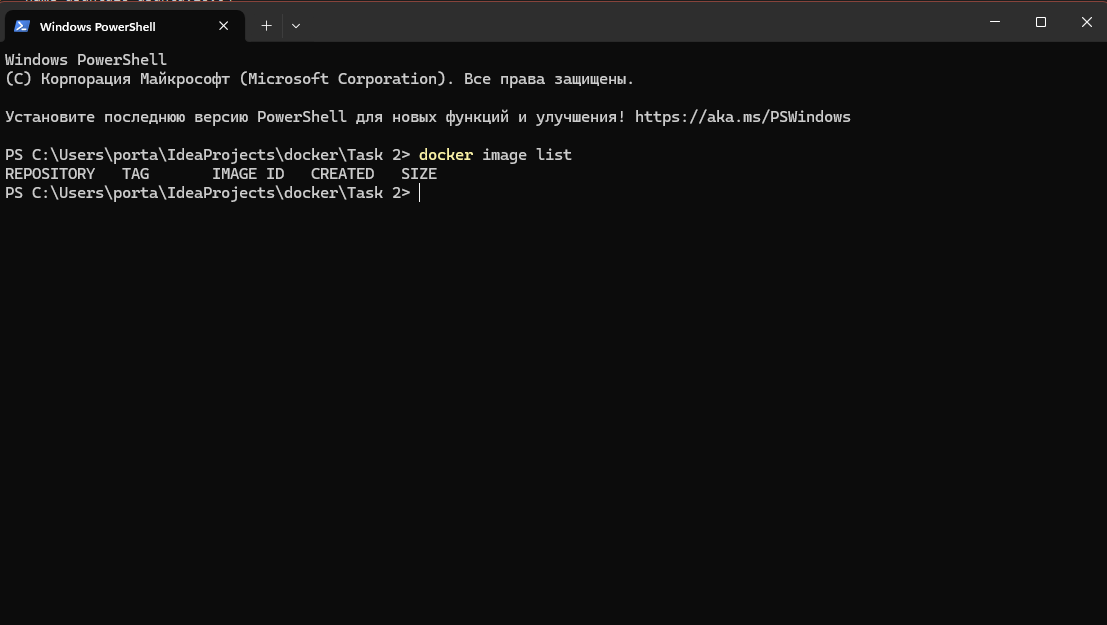 Windows PowerShell
Windows PowerShell
(C) Корпорация Майкрософт (Microsoft Corporation). Все права защищены.
Установите последнюю версию PowerShell для новых функций и улучшения! https://aka.ms/PSWindows
PS C:\Users\porta\IdeaProjects\docker\Task 2> docker image list
REPOSITORY   TAG       IMAGE ID   CREATED   SIZE
PS C:\Users\porta\IdeaProjects\docker\Task 2>